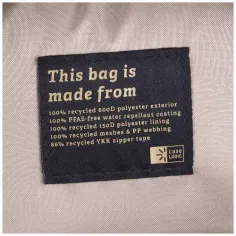 This bag is
made from
100% recycled 600D polyester exterior
100% PFAS-free water repellant coating
100% recycled 150D polyester lining
100% recycled meshes & PP webbing
86% recycled YKK zipper tape
case
LOGIC